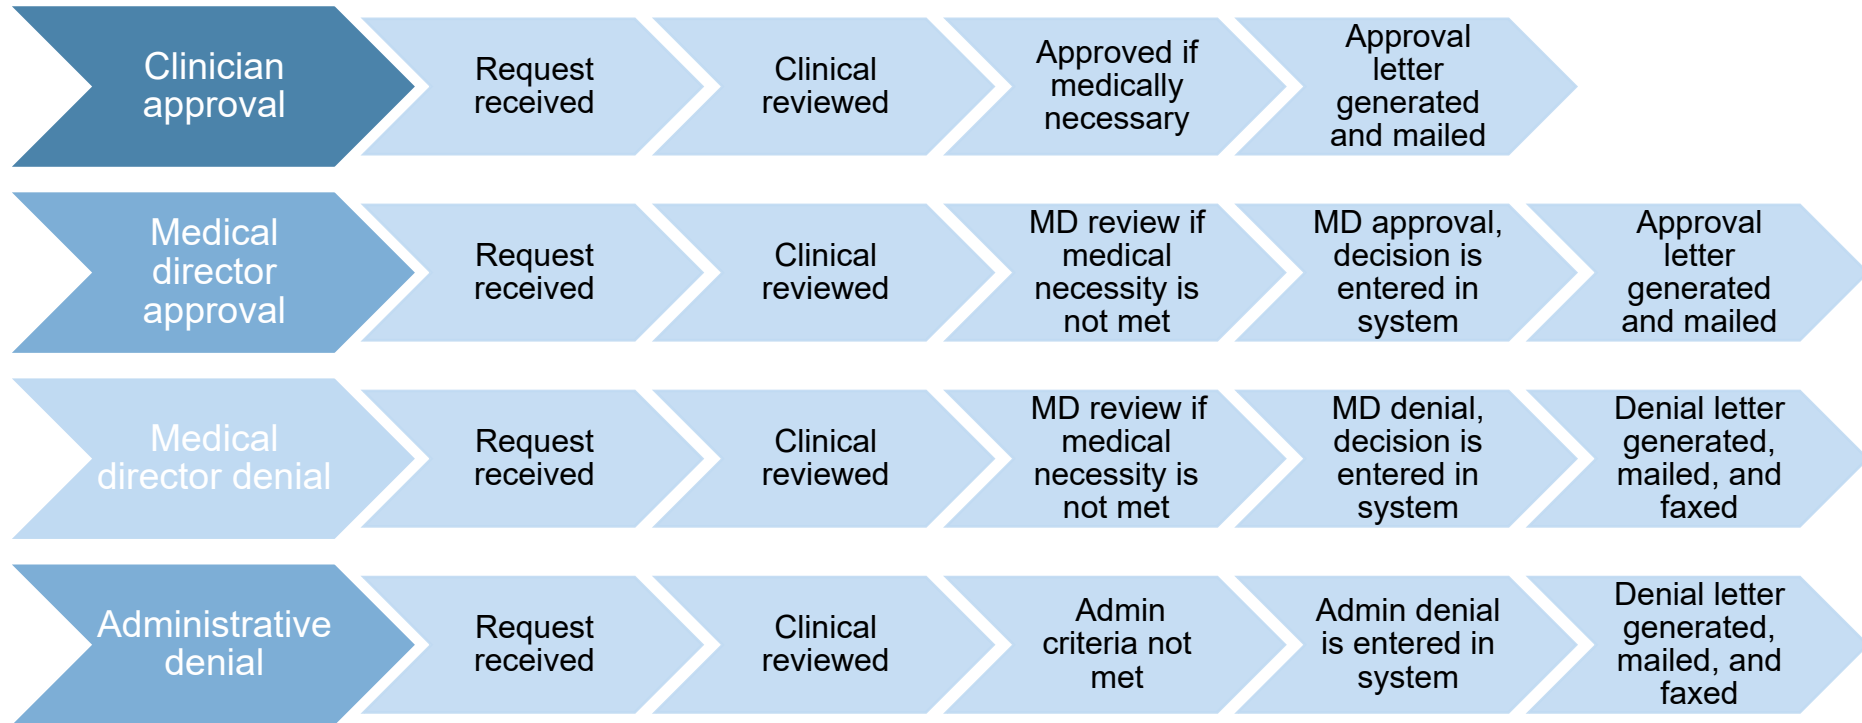 Clinician
approval
Request
received
Clinical
reviewed
Approved if
medically
necessary
Approval
letter
generated
and mailed
Medical
director
approval
Request
received
Clinical
reviewed
MD review if
medical
necessity is
not met
MD approval,
decision is
entered in
system
Approval
letter
generated
and mailed
Medical
director denial
Request
received
Clinical
reviewed
MD review if
medical
necessity is
not met
MD denial,
decision is
entered in
system
Denial letter
generated,
mailed, and
faxed
Administrative
denial
Request
received
Clinical
reviewed
Admin
criteria not
met
Admin denial
is entered in
system
Denial letter
generated,
mailed, and
faxed